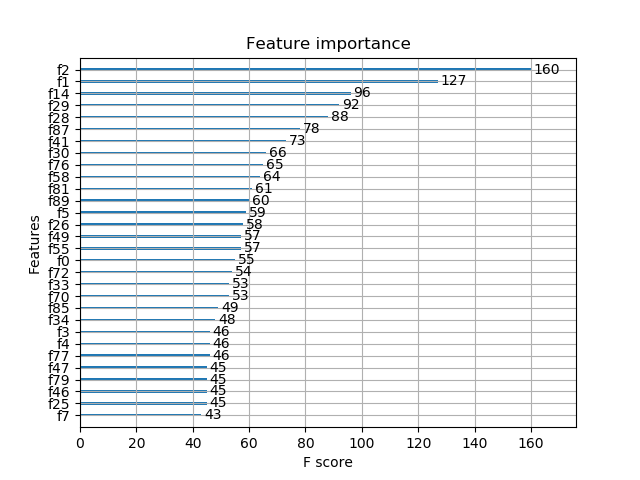 Feature importance
f2 160
f1 127
f14 96
f29 92
f28 88
f87 78
f41 73
f30 66
f76 65
f58 64
f81 61
f89 60
f5 59
f26 58
f49 57
f55 57
f0 55
f72 54
f33 53
f70 53
f85 49
f34 48
f3 46
f4 46
f77 46
f47 45
f79 45
f46 45
f25 45
f7 43
Features
0 20 40 60 80 100 120 140 160
F score